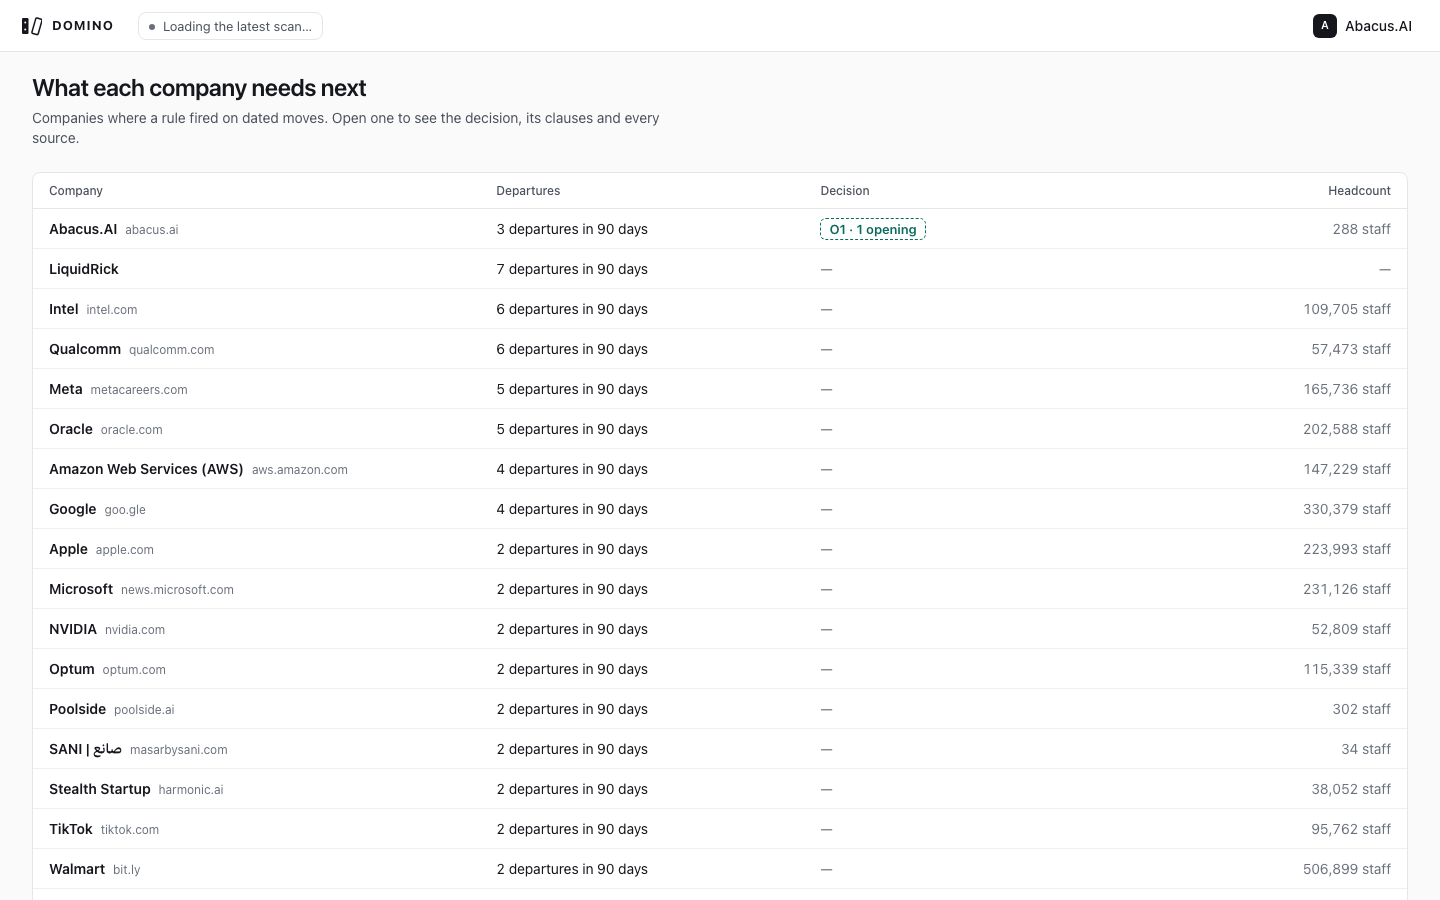 DOMINO
Loading the latest scan...
A Abacus.AI
What each company needs next
Companies where a rule fired on dated moves. Open one to see the decision, its clauses and every
source.
Company Departures Decision Headcount
Abacus.AI abacus.ai 3 departures in 90 days O1 · 1 opening 288 staff
LiquidRick 7 departures in 90 days — —
Intel intel.com 6 departures in 90 days — 109,705 staff
Qualcomm qualcomm.com 6 departures in 90 days — 57,473 staff
Meta metacareers.com 5 departures in 90 days — 165,736 staff
Oracle oracle.com 5 departures in 90 days — 202,588 staff
Amazon Web Services (AWS) aws.amazon.com 4 departures in 90 days — 147,229 staff
Google goo.gle 4 departures in 90 days — 330,379 staff
Apple apple.com 2 departures in 90 days — 223,993 staff
Microsoft news.microsoft.com 2 departures in 90 days — 231,126 staff
NVIDIA nvidia.com 2 departures in 90 days — 52,809 staff
Optum optum.com 2 departures in 90 days — 115,339 staff
Poolside poolside.ai 2 departures in 90 days — 302 staff
SANI | صانع masarbysani.com 2 departures in 90 days — 34 staff
Stealth Startup harmonic.ai 2 departures in 90 days — 38,052 staff
TikTok tiktok.com 2 departures in 90 days — 95,762 staff
Walmart bit.ly 2 departures in 90 days — 506,899 staff